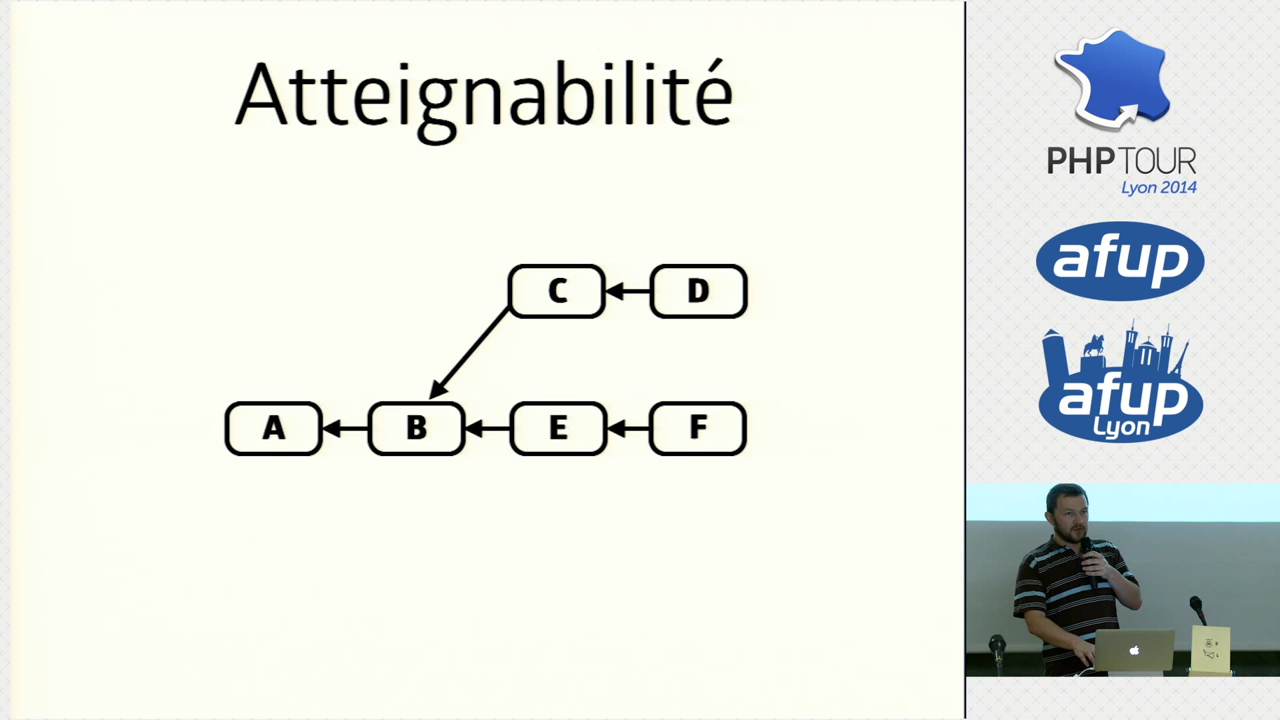 Atteignabilité
C D
A B E F
PHP TOUR
Lyon 2014
afup
afup
Lyon